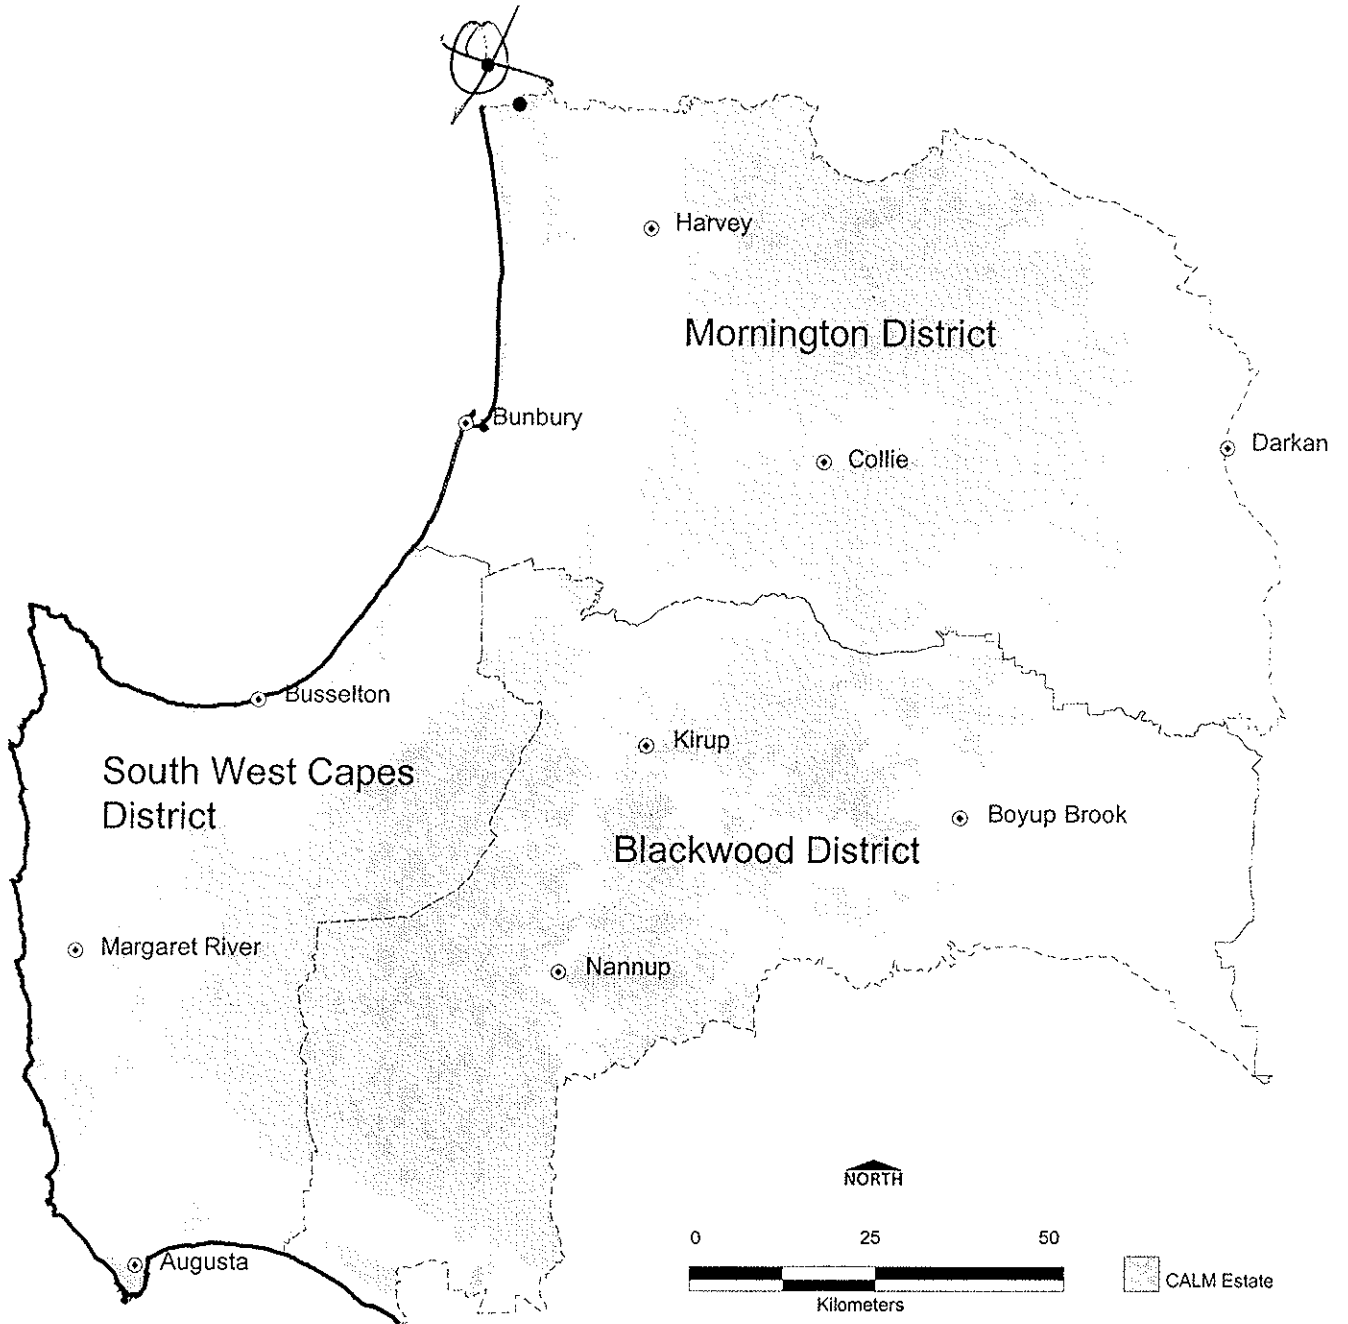 Harvey
Mornington District
Bunbury
Collie
Darkan
Busselton
South West Capes
District
Kirup
Boyup Brook
Blackwood District
Margaret River
Nannup
NORTH
0 25 50
Augusta
CALM Estate
Kilometers